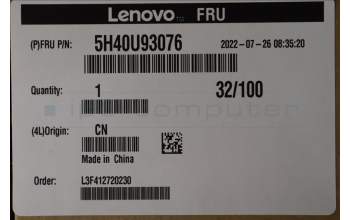 Lenovo FRU
(P)FRU P/N: 5H40U93076 2022-07-26 08:35:20
Quantity: 1 32/100
(4L)Origin: CN
Made in China
Order: L3F412720230